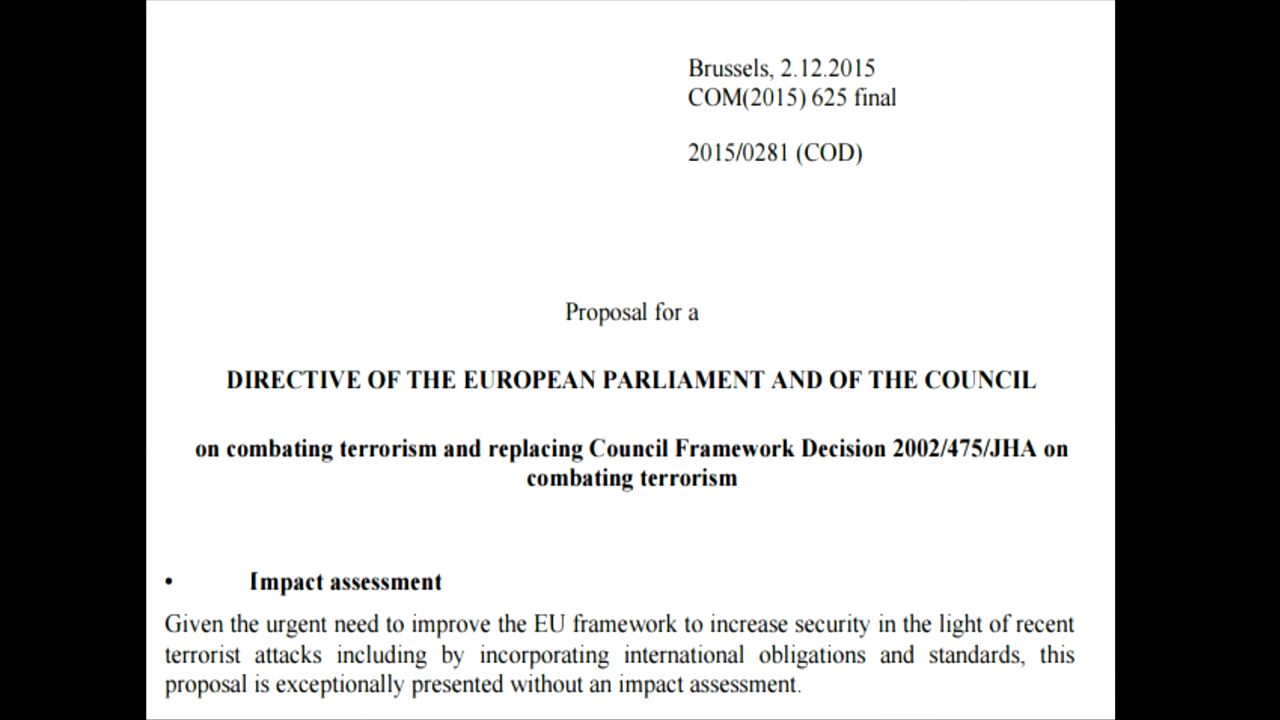 Brussels, 2.12.2015
COM(2015) 625 final
2015/0281 (COD)
Proposal for a
DIRECTIVE OF THE EUROPEAN PARLIAMENT AND OF THE COUNCIL
on combating terrorism and replacing Council Framework Decision 2002/475/JHA on
combating terrorism
• Impact assessment
Given the urgent need to improve the EU framework to increase security in the light of recent
terrorist attacks including by incorporating international obligations and standards, this
proposal is exceptionally presented without an impact assessment.